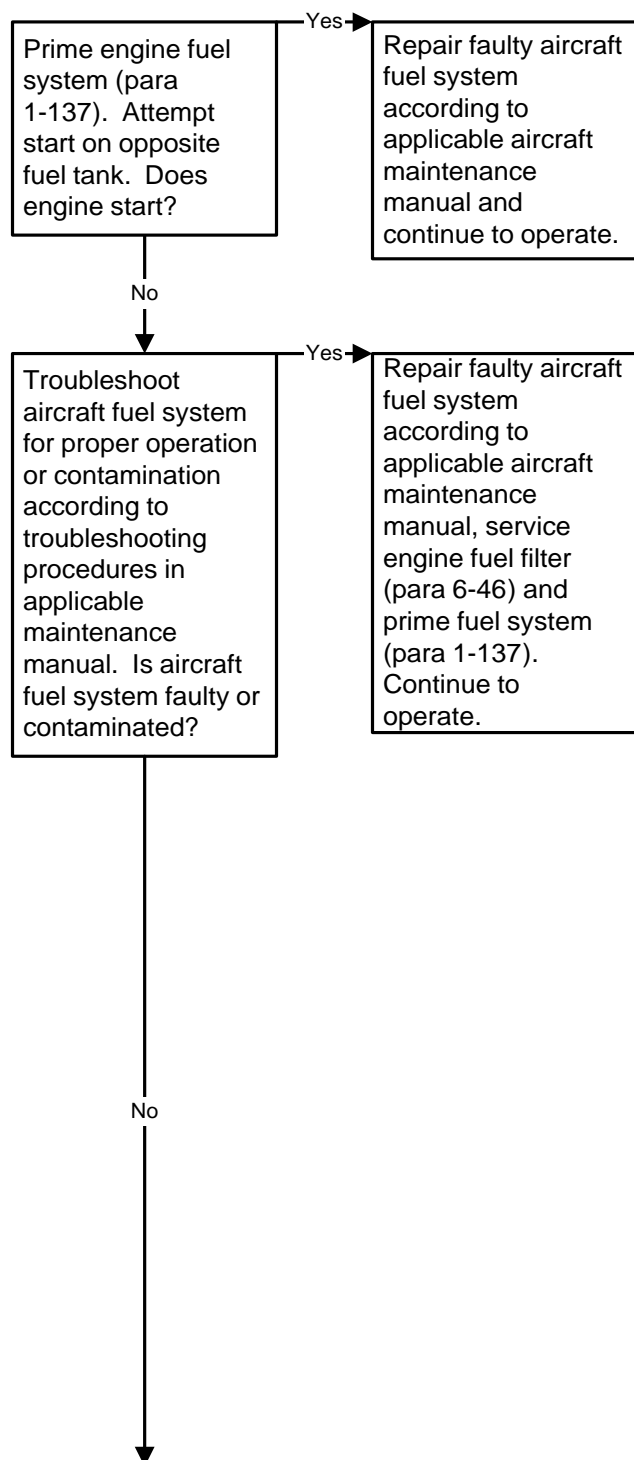 Prime engine fuel
system (para
1-137).  Attempt
start on opposite
fuel tank.  Does
engine start?
Yes
Repair faulty aircraft
fuel system
according to
applicable aircraft
maintenance
manual and
continue to operate.
No
Troubleshoot
aircraft fuel system
for proper operation
or contamination
according to
troubleshooting
procedures in
applicable
maintenance
manual.  Is aircraft
fuel system faulty or
contaminated?
Yes
Repair faulty aircraft
fuel system
according to
applicable aircraft
maintenance
manual, service
engine fuel filter
(para 6-46) and
prime fuel system
(para 1-137).
Continue to
operate.
No